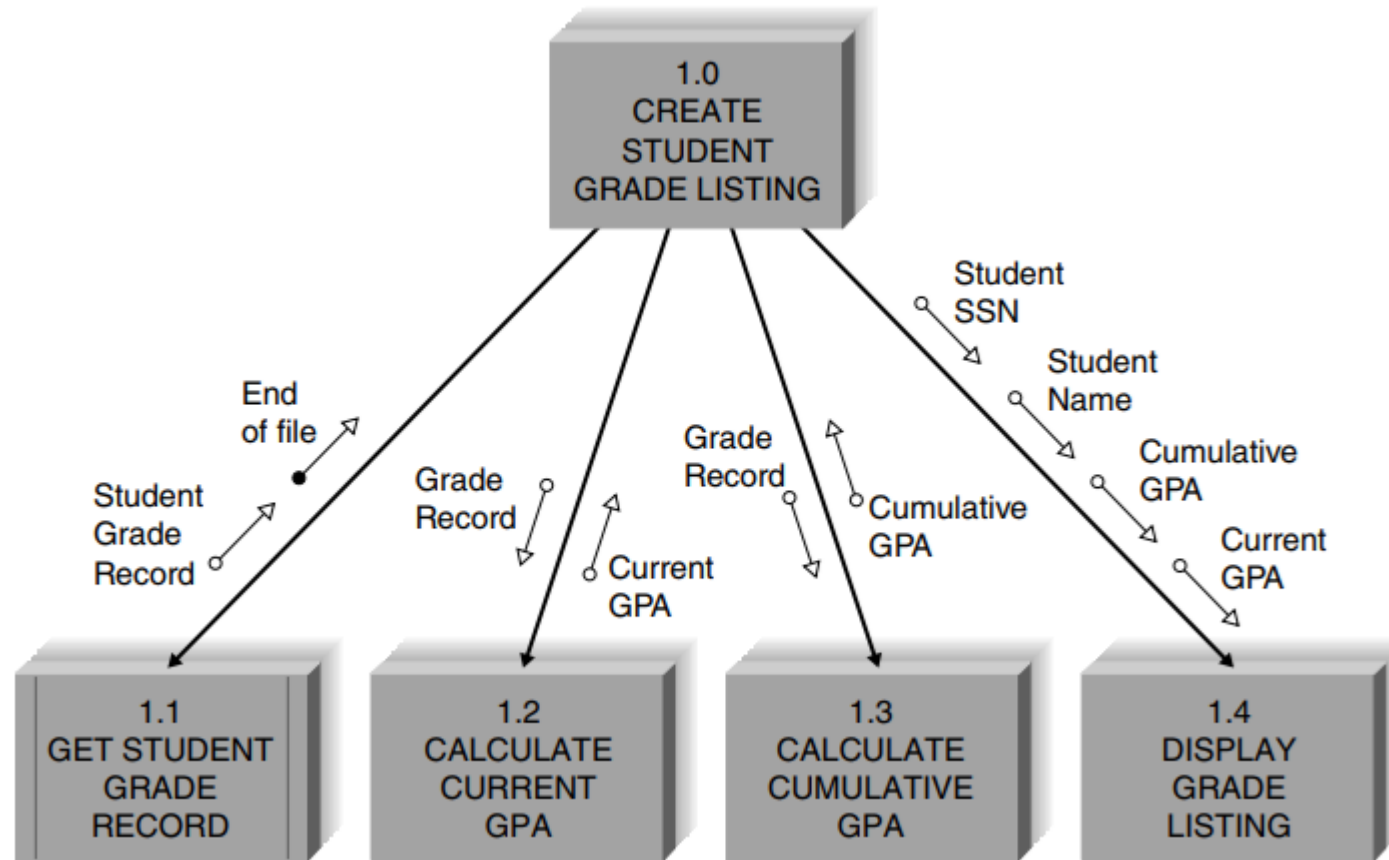 1.0
CREATE
STUDENT
GRADE LISTING
Student
SSN
Student
Name
Cumulative
GPA
Current
GPA
End
of file
Student
Grade
Record
Grade
Record
Current
GPA
Grade
Record
Cumulative
GPA
1.1
GET STUDENT
GRADE
RECORD
1.2
CALCULATE
CURRENT
GPA
1.3
CALCULATE
CUMULATIVE
GPA
1.4
DISPLAY
GRADE
LISTING